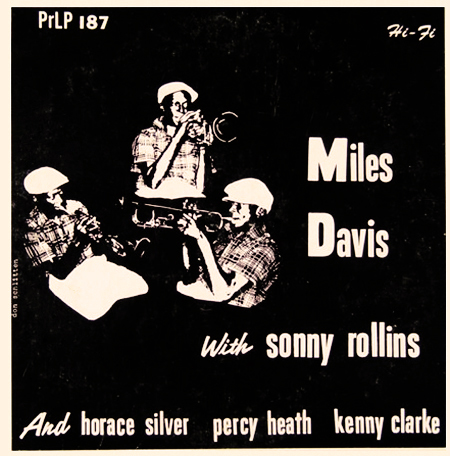 PrLP 187
Hi-Fi
Miles
Davis
don schlitten
With sonny rollins
And horace silver percy heath kenny clarke